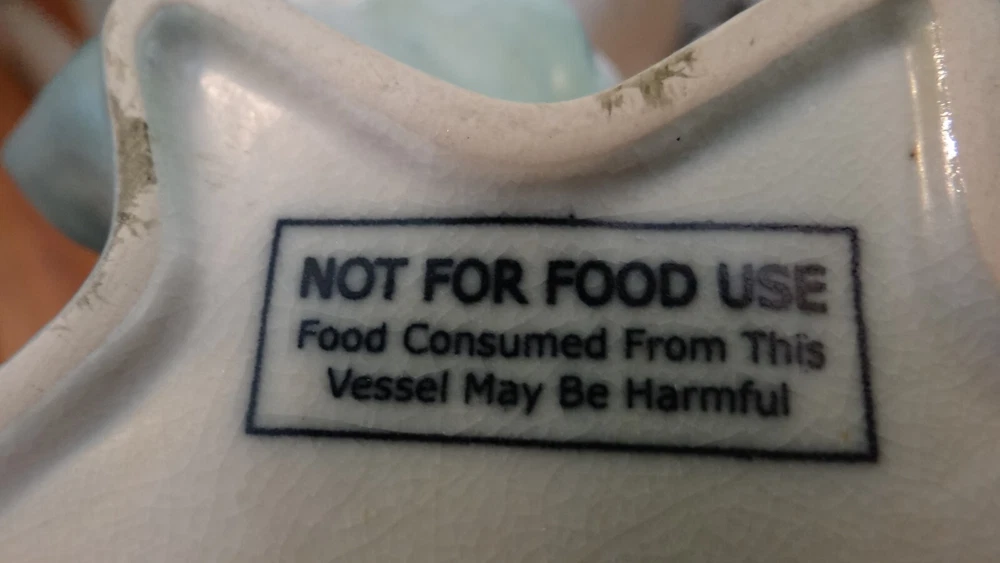 NOT FOR FOOD USE
Food Consumed From This
Vessel May Be Harmful